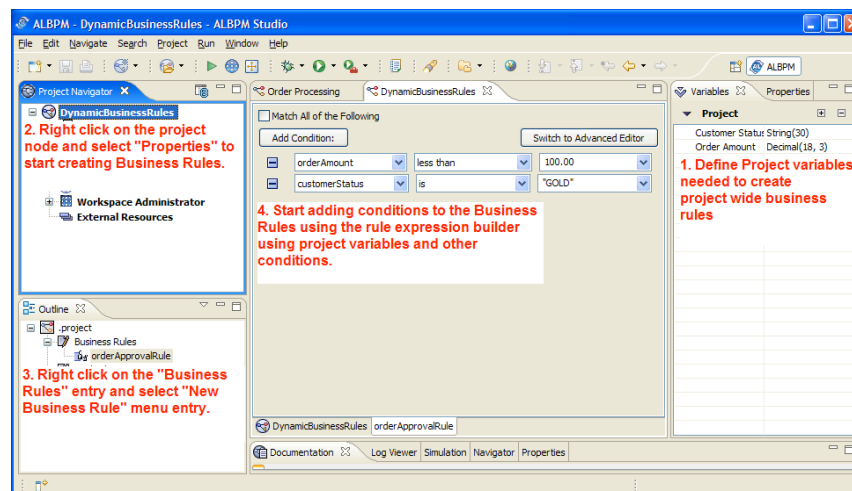 ALBPM - DynamicBusinessRules - ALBPM Studio
File Edit Navigate Search Project Run Window Help
ALBPM
Project Navigator
DynamicBusinessRules
2. Right click on the project
node and select "Properties" to
start creating Business Rules.
Workspace Administrator
External Resources
Outline
.project
Business Rules
orderApprovalRule
3. Right click on the "Business
Rules" entry and select "New
Business Rule" menu entry.
Order Processing DynamicBusinessRules
Match All of the Following
Add Condition: Switch to Advanced Editor
orderAmount less than 100.00
customerStatus is "GOLD"
4. Start adding conditions to the Business
Rules using the rule expression builder
using project variables and other
conditions.
DynamicBusinessRules orderApprovalRule
Documentation Log Viewer Simulation Navigator Properties
Variables Properties
Project
Customer Statu: String(30)
Order Amount Decimal(18, 3)
1. Define Project variables
needed to create
project wide business
rules